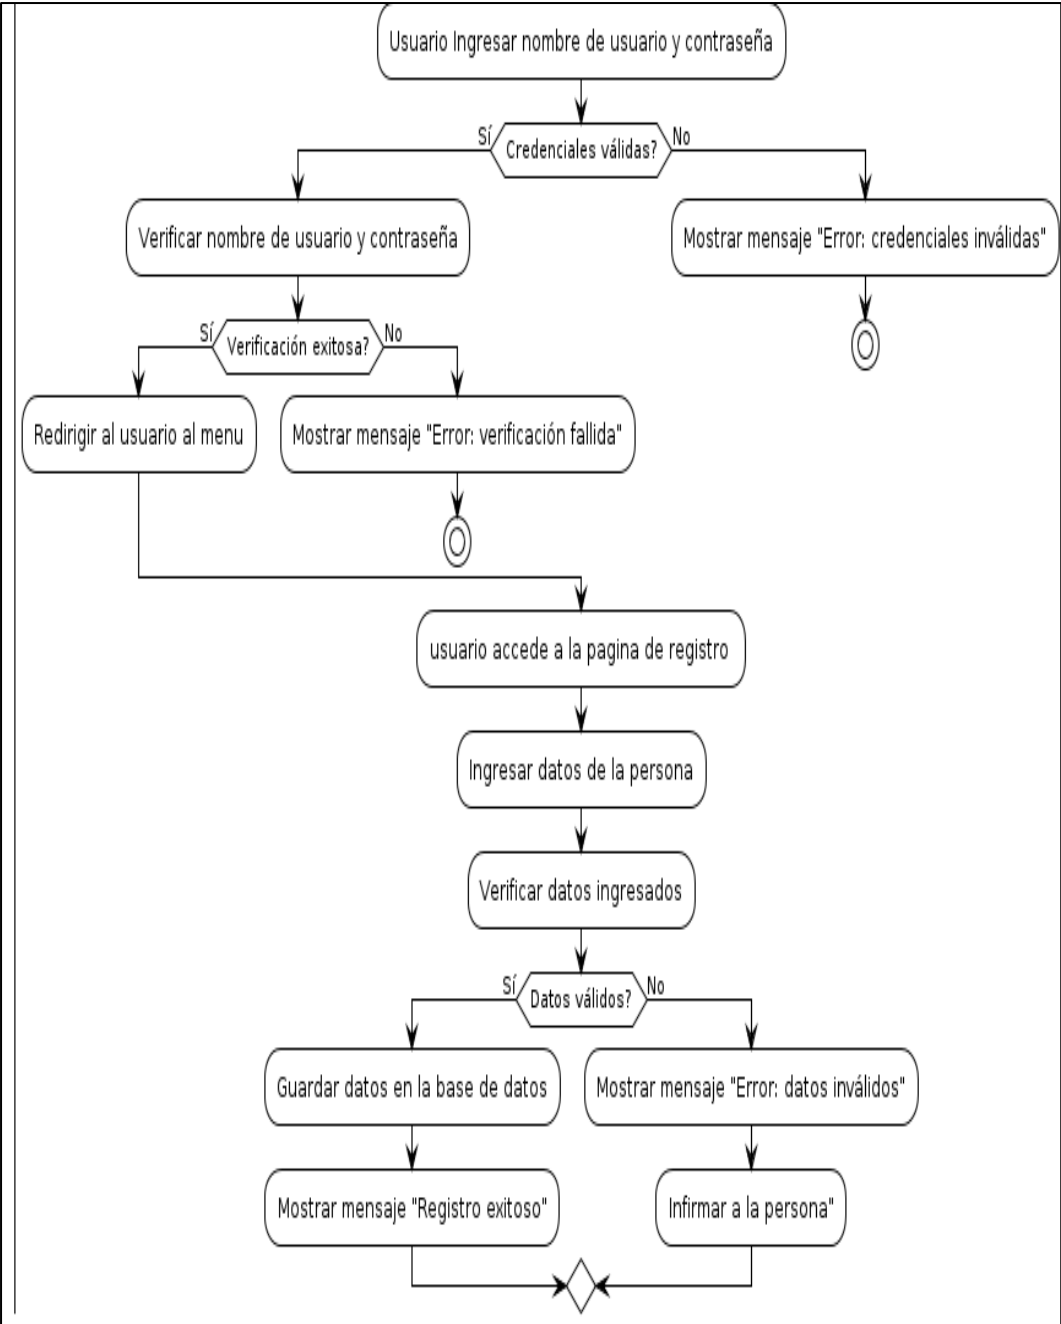 Usuario Ingresar nombre de usuario y contraseña
Sí
Credenciales válidas?
No
Verificar nombre de usuario y contraseña
Mostrar mensaje "Error: credenciales inválidas"
Sí
Verificación exitosa?
No
Redirigir al usuario al menu
Mostrar mensaje "Error: verificación fallida"
usuario accede a la pagina de registro
Ingresar datos de la persona
Verificar datos ingresados
Sí
Datos válidos?
No
Guardar datos en la base de datos
Mostrar mensaje "Error: datos inválidos"
Mostrar mensaje "Registro exitoso"
Infirmar a la persona"